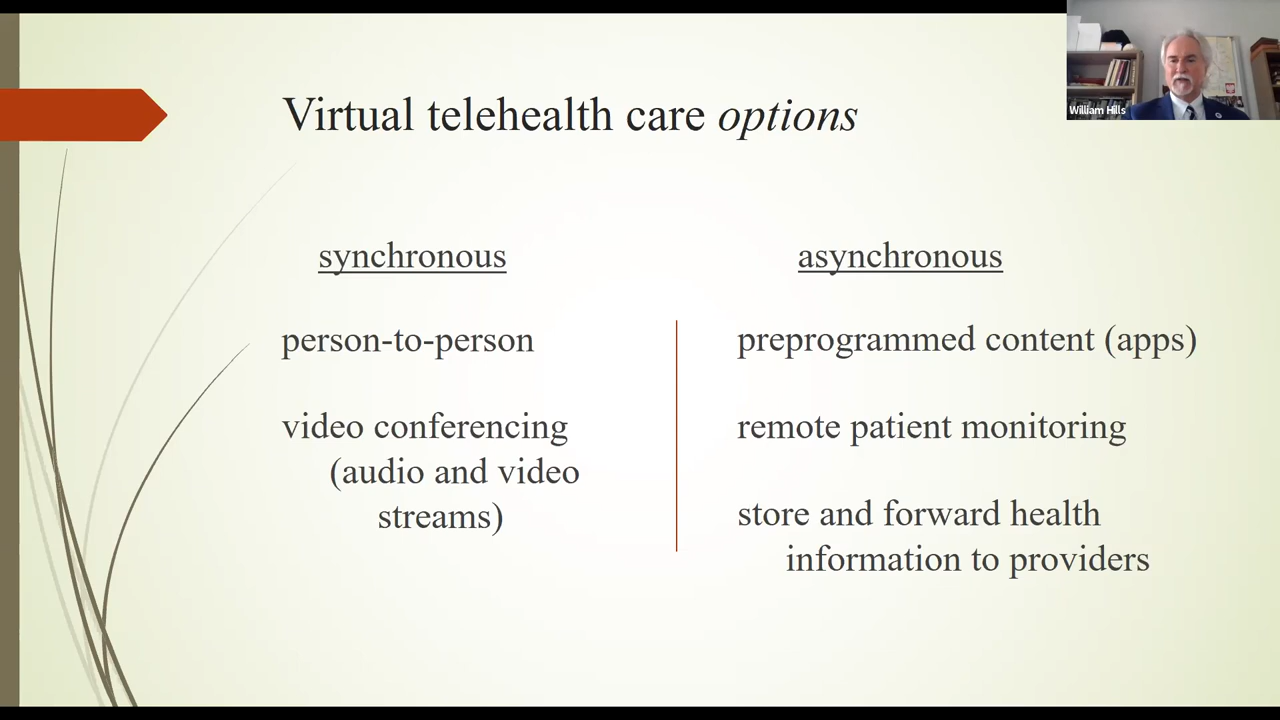 Virtual telehealth care options
William Hills
synchronous
person-to-person
video conferencing
(audio and video
streams)
asynchronous
preprogrammed content (apps)
remote patient monitoring
store and forward health
information to providers